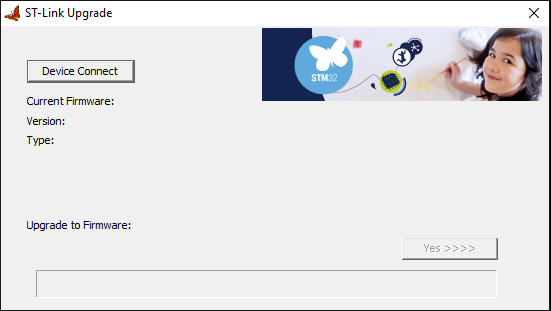 ST-Link Upgrade
Device Connect
STM32
Current Firmware:
Version:
Type:
Upgrade to Firmware:
Yes >>>>